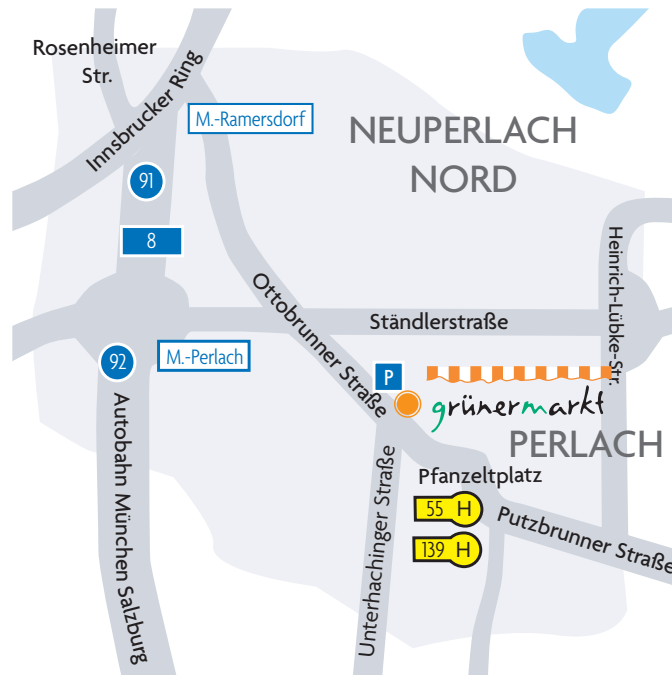 Rosenheimer
Str.
Innsbrucker Ring
M.-Ramersdorf
NEUPERLACH
NORD
91
8
Heinrich-Lübke-Str.
Ottobrunner Straße
Ständlerstraße
92
M.-Perlach
P
grünermarkt
PERLACH
Autobahn München Salzburg
Unterhachinger Straße
Pfanzeltplatz
55 H
139 H
Putzbrunner Straße